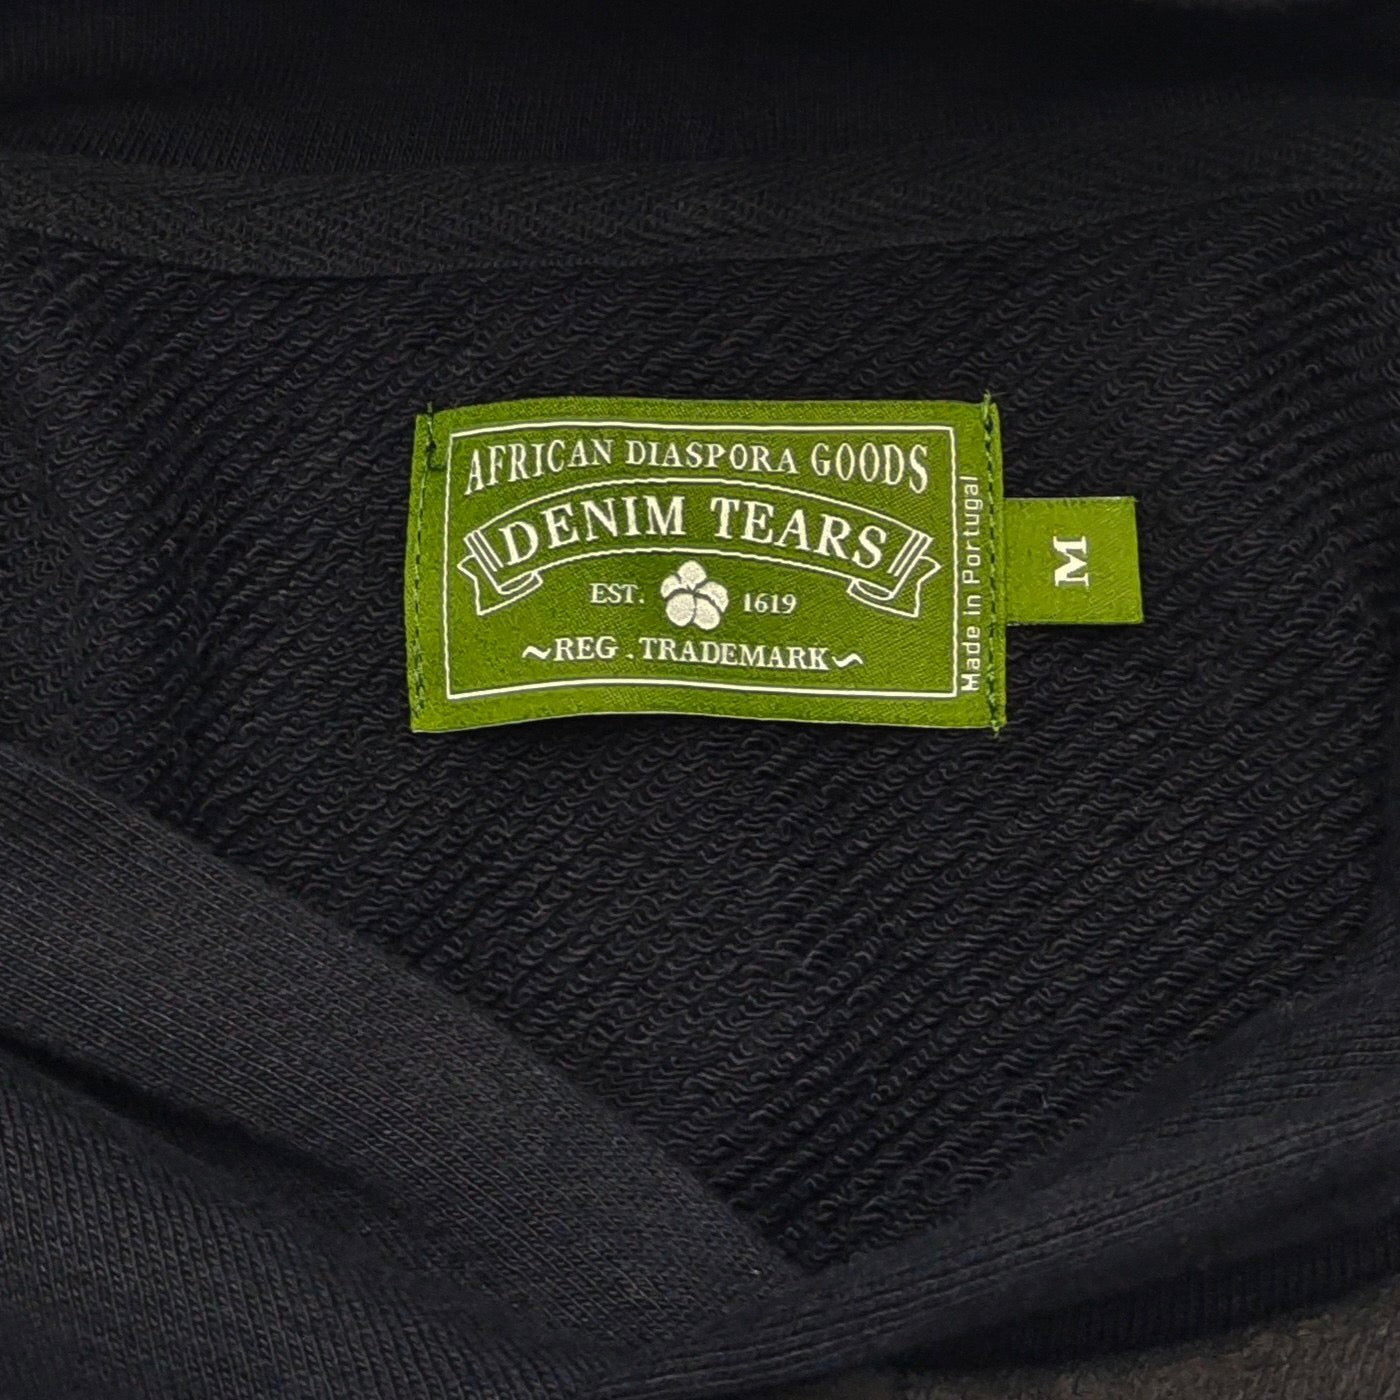 AFRICAN DIASPORA GOODS
DENIM TEARS
EST. 1619
~REG . TRADEMARK~
Made in Portugal
M